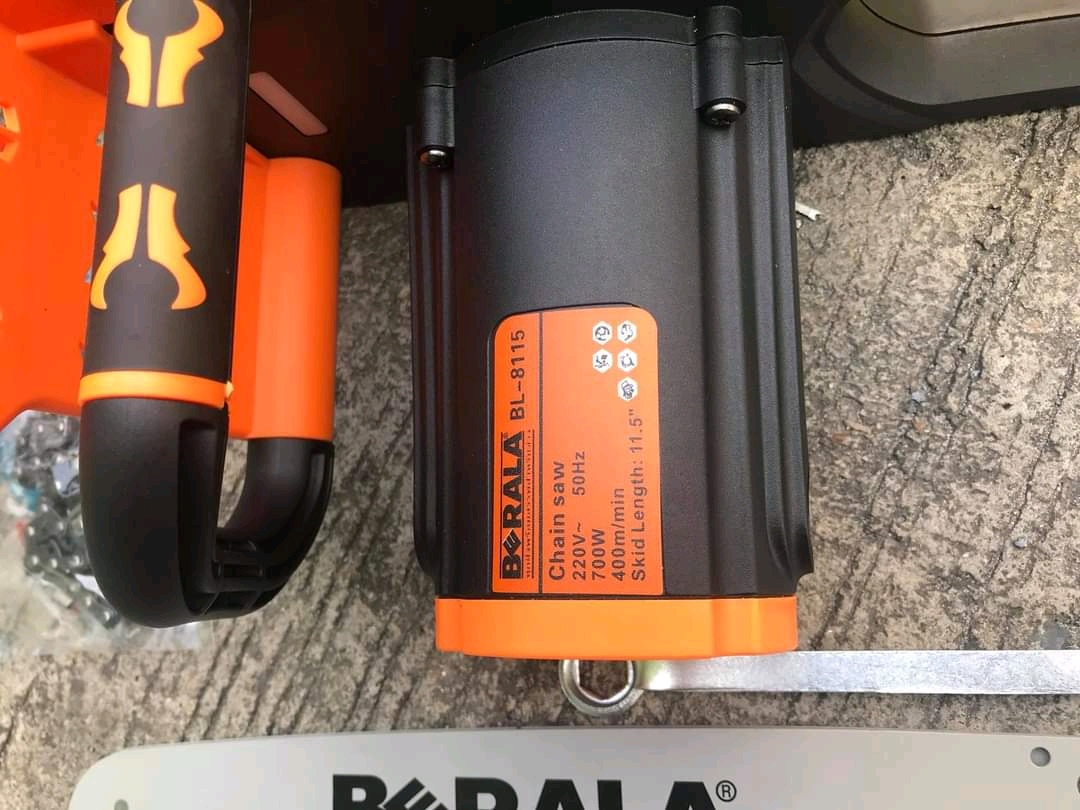 BERALA® BL-8115
Chain saw
220V~ 50Hz
700W
400m/min
Skid Length: 11.5"
BERALA®